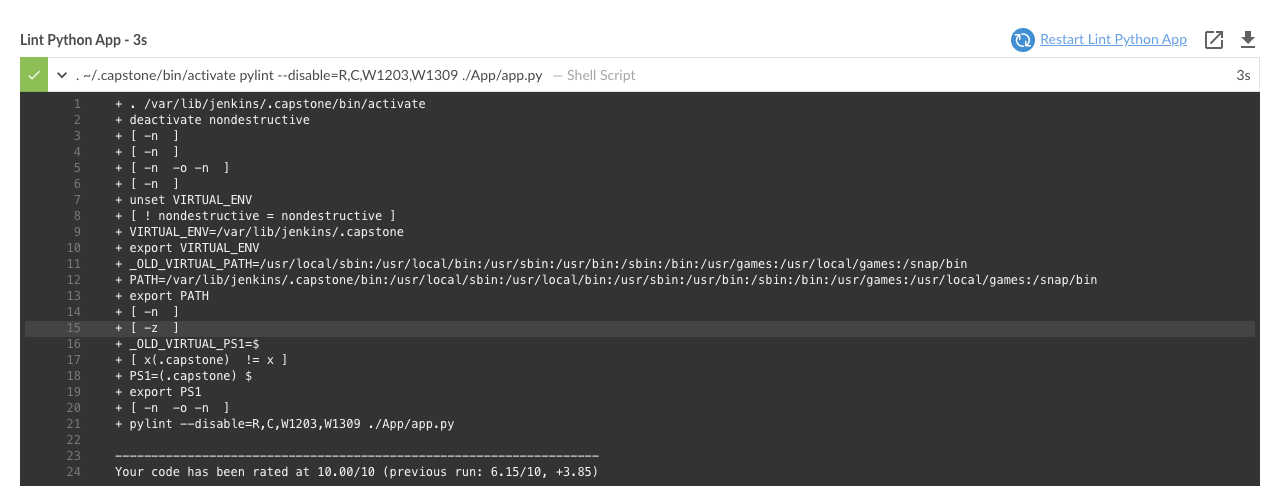 Lint Python App - 3s
Restart Lint Python App
. ~/.capstone/bin/activate pylint --disable=R,C,W1203,W1309 ./App/app.py — Shell Script 3s
1 + . /var/lib/jenkins/.capstone/bin/activate
2 + deactivate nondestructive
3 + [ -n  ]
4 + [ -n  ]
5 + [ -n  -o -n  ]
6 + [ -n  ]
7 + unset VIRTUAL_ENV
8 + [ ! nondestructive = nondestructive ]
9 + VIRTUAL_ENV=/var/lib/jenkins/.capstone
10 + export VIRTUAL_ENV
11 + _OLD_VIRTUAL_PATH=/usr/local/sbin:/usr/local/bin:/usr/sbin:/usr/bin:/sbin:/bin:/usr/games:/usr/local/games:/snap/bin
12 + PATH=/var/lib/jenkins/.capstone/bin:/usr/local/sbin:/usr/local/bin:/usr/sbin:/usr/bin:/sbin:/bin:/usr/games:/usr/local/games:/snap/bin
13 + export PATH
14 + [ -n  ]
15 + [ -z  ]
16 + _OLD_VIRTUAL_PS1=$
17 + [ x(.capstone)  != x ]
18 + PS1=(.capstone) $
19 + export PS1
20 + [ -n  -o -n  ]
21 + pylint --disable=R,C,W1203,W1309 ./App/app.py
22
23 -------------------------------------------------------------------
24 Your code has been rated at 10.00/10 (previous run: 6.15/10, +3.85)